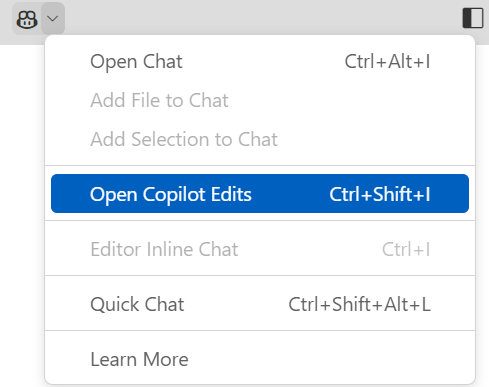 Open Chat Ctrl+Alt+I
Add File to Chat
Add Selection to Chat
Open Copilot Edits Ctrl+Shift+I
Editor Inline Chat Ctrl+I
Quick Chat Ctrl+Shift+Alt+L
Learn More